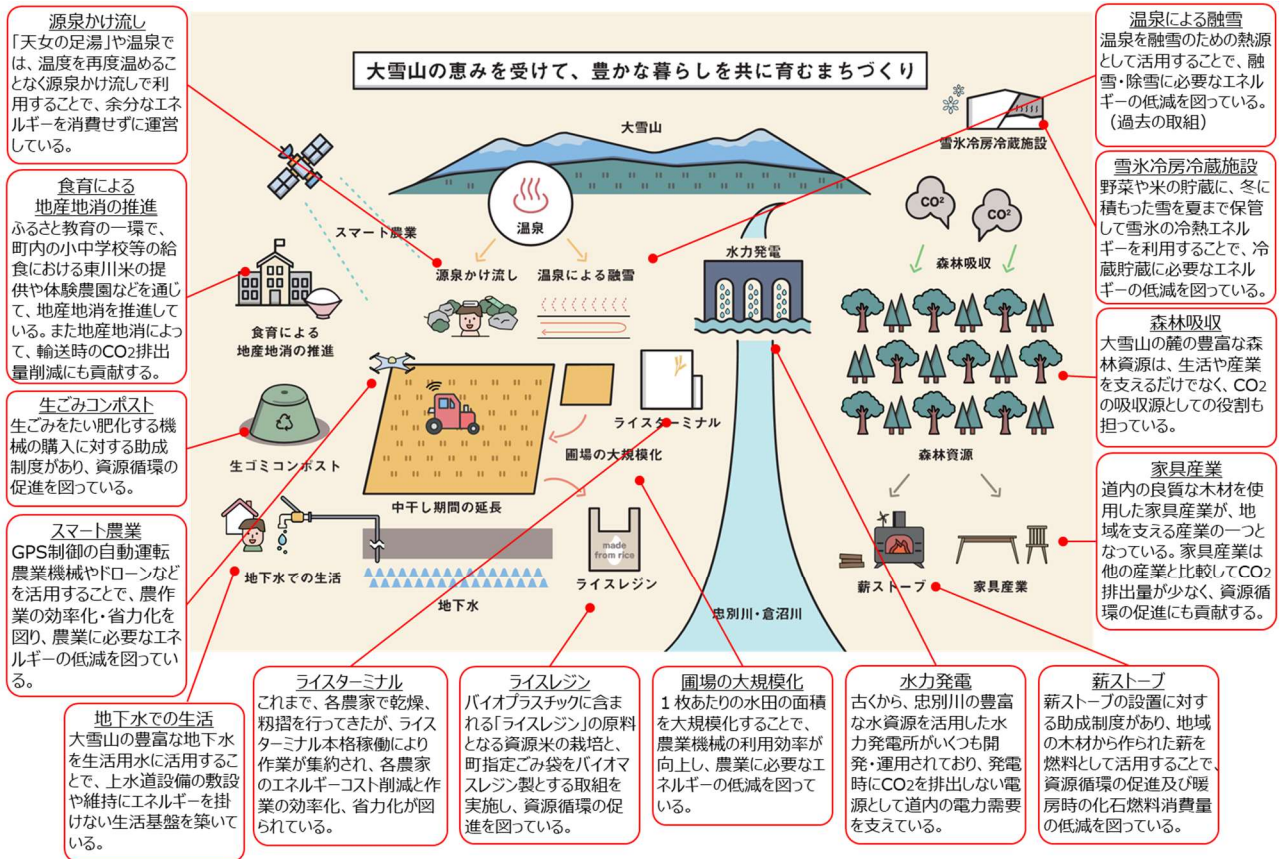 大雪山の恵みを受けて、豊かな暮らしを共に育むまちづくり
源泉かけ流し
「天女の足湯」や温泉で
は、温度を再度温めるこ
となく源泉かけ流しで利
用することで、余分なエネ
ルギーを消費せずに運営
している。
食育による
地産地消の推進
ふるさと教育の一環で、
町内の小中学校等の給
食における東川米の提
供や体験農園などを通じ
て、地産地消を推進して
いる。また地産地消によっ
て、輸送時のCO2排出
量削減にも貢献する。
生ごみコンポスト
生ごみをたい肥化する機
械の購入に対する助成
制度があり、資源循環の
促進を図っている。
スマート農業
GPS制御の自動運転
農業機械やドローンなど
を活用することで、農作
業の効率化・省力化を
図り、農業に必要なエネ
ルギーの低減を図ってい
る。
地下水での生活
大雪山の豊富な地下水
を生活用水に活用するこ
とで、上水道設備の敷設
や維持にエネルギーを掛
けない生活基盤を築いて
いる。
大雪山
温泉
スマート農業
源泉かけ流し
温泉による融雪
食育による
地産地消の推進
生ゴミコンポスト
地下水での生活
中干し期間の延長
地下水
圃場の大規模化
ライスターミナル
made
from rice
ライスレジン
水力発電
忠別川・倉沼川
雪氷冷房冷蔵施設
CO2
CO2
森林吸収
森林資源
薪ストーブ
家具産業
温泉による融雪
温泉を融雪のための熱源
として活用することで、融
雪・除雪に必要なエネル
ギーの低減を図っている。
（過去の取組）
雪氷冷房冷蔵施設
野菜や米の貯蔵に、冬に
積もった雪を夏まで保管
して雪氷の冷熱エネル
ギーを利用することで、冷
蔵貯蔵に必要なエネル
ギーの低減を図っている。
森林吸収
大雪山の麓の豊富な森
林資源は、生活や産業
を支えるだけでなく、CO2
の吸収源としての役割も
担っている。
家具産業
道内の良質な木材を使
用した家具産業が、地
域を支える産業の一つと
なっている。家具産業は
他の産業と比較してCO2
排出量が少なく、資源循
環の促進にも貢献する。
ライスターミナル
これまで、各農家で乾燥、
籾摺を行ってきたが、ライス
ターミナル本格稼働により
作業が集約され、各農家
のエネルギーコスト削減と作
業の効率化、省力化が図
られている。
ライスレジン
バイオプラスチックに含ま
れる「ライスレジン」の原料
となる資源米の栽培と、
町指定ごみ袋をバイオマ
スレジン製とする取組を
実施し、資源循環の促
進を図っている。
圃場の大規模化
１枚あたりの水田の面積
を大規模化することで、
農業機械の利用効率が
向上し、農業に必要なエ
ネルギーの低減を図って
いる。
水力発電
古くから、忠別川の豊富
な水資源を活用した水
力発電所がいくつも開
発・運用されており、発電
時にCO2を排出しない電
源として道内の電力需要
を支えている。
薪ストーブ
薪ストーブの設置に対す
る助成制度があり、地域
の木材から作られた薪を
燃料として活用することで、
資源循環の促進及び暖
房時の化石燃料消費量
の低減を図っている。